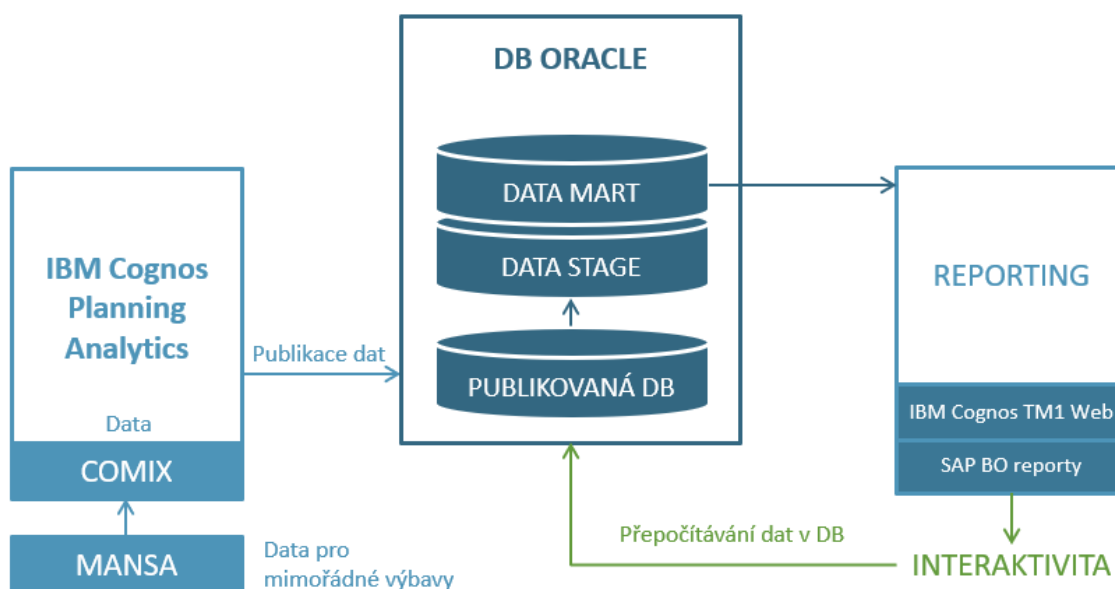 DB ORACLE
DATA MART
DATA STAGE
PUBLIKOVANÁ DB
IBM Cognos
Planning
Analytics
Data
COMIX
MANSA
Publikace dat
Data pro
mimořádné výbavy
REPORTING
IBM Cognos TM1 Web
SAP BO reporty
Přepočítávání dat v DB
INTERAKTIVITA